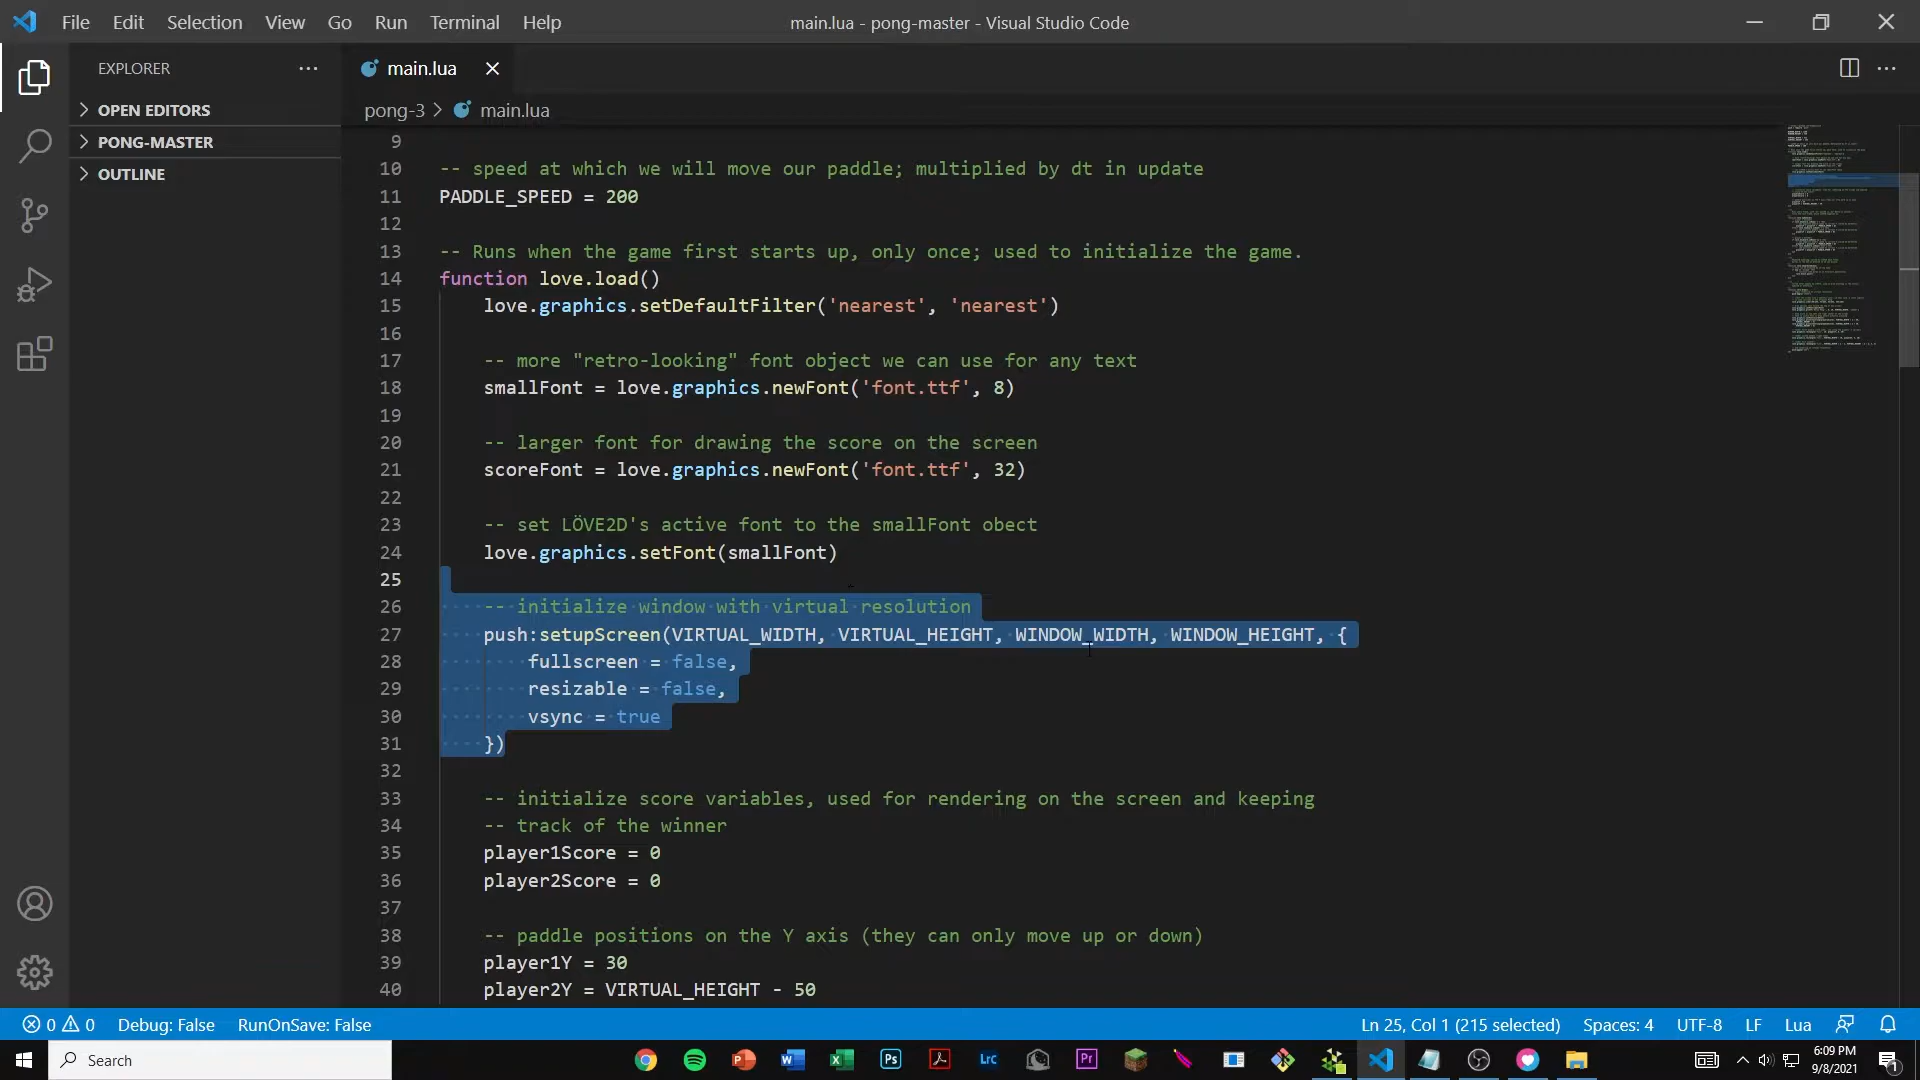 File Edit Selection View Go Run Terminal Help
main.lua - pong-master - Visual Studio Code
EXPLORER
OPEN EDITORS
PONG-MASTER
OUTLINE
main.lua
pong-3 > main.lua
9
10 -- speed at which we will move our paddle; multiplied by dt in update
11 PADDLE_SPEED = 200
12
13 -- Runs when the game first starts up, only once; used to initialize the game.
14 function love.load()
15 love.graphics.setDefaultFilter('nearest', 'nearest')
16
17 -- more "retro-looking" font object we can use for any text
18 smallFont = love.graphics.newFont('font.ttf', 8)
19
20 -- larger font for drawing the score on the screen
21 scoreFont = love.graphics.newFont('font.ttf', 32)
22
23 -- set LÖVE2D's active font to the smallFont obect
24 love.graphics.setFont(smallFont)
25
26 -- initialize window with virtual resolution
27 push:setupScreen(VIRTUAL_WIDTH, VIRTUAL_HEIGHT, WINDOW_WIDTH, WINDOW_HEIGHT, {
28 fullscreen = false,
29 resizable = false,
30 vsync = true
31 })
32
33 -- initialize score variables, used for rendering on the screen and keeping
34 -- track of the winner
35 player1Score = 0
36 player2Score = 0
37
38 -- paddle positions on the Y axis (they can only move up or down)
39 player1Y = 30
40 player2Y = VIRTUAL_HEIGHT - 50
0 0 Debug: False RunOnSave: False
Ln 25, Col 1 (215 selected) Spaces: 4 UTF-8 LF Lua
Search
Ps
Lrc
Pr
6:09 PM
9/8/2021
1